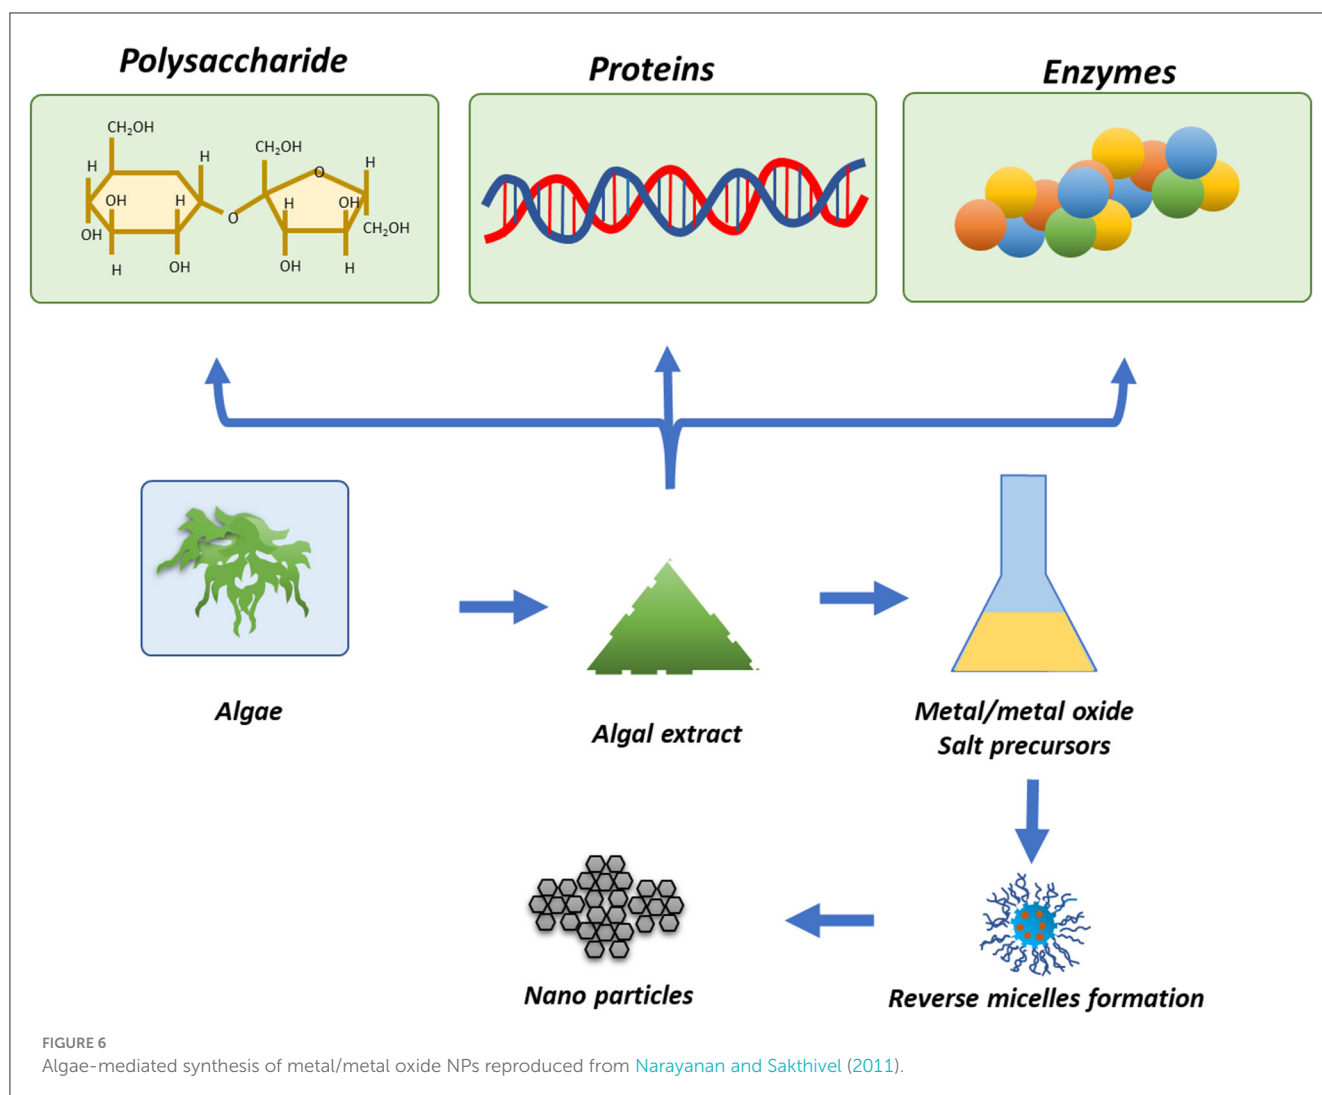 Polysaccharide
Proteins
Enzymes
CH₂OH
H
H
OH
H
OH
H
OH
O
CH₂OH
O
H
H
OH
CH₂OH
OH
H
Algae
Algal extract
Metal/metal oxide
Salt precursors
Nano particles
Reverse micelles formation
FIGURE 6
Algae-mediated synthesis of metal/metal oxide NPs reproduced from Narayanan and Sakthivel (2011).